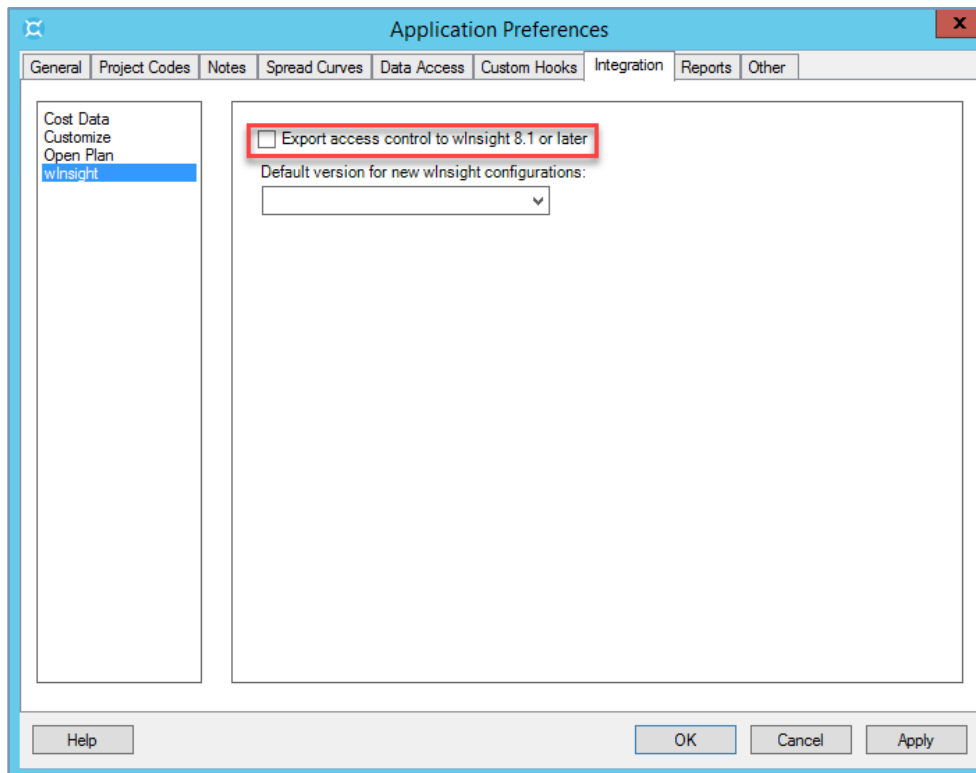 Application Preferences
x
General Project Codes Notes Spread Curves Data Access Custom Hooks Integration Reports Other
Cost Data
Customize
Open Plan
wInsight
Export access control to wInsight 8.1 or later
Default version for new wInsight configurations:
Help OK Cancel Apply